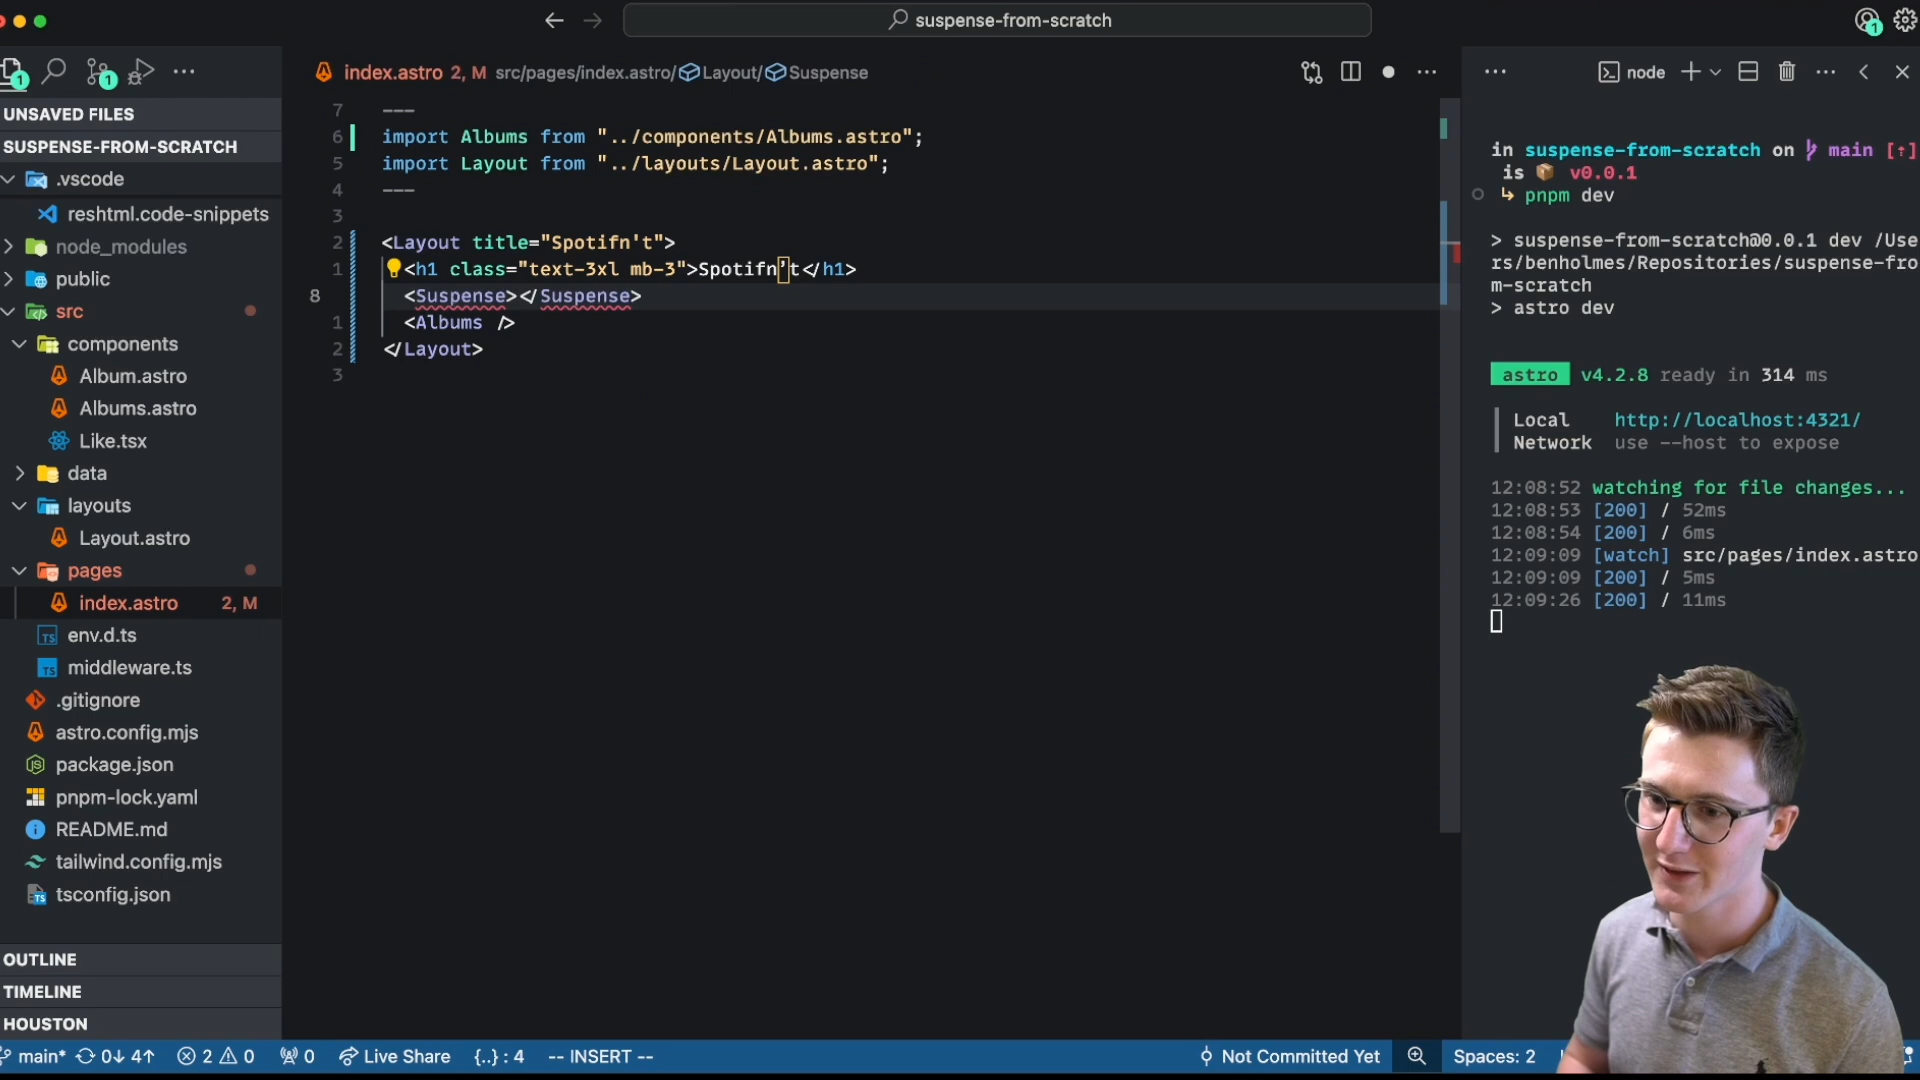 suspense-from-scratch
1
1
1
index.astro 2, M src/pages/index.astro/Layout/Suspense
node
UNSAVED FILES
SUSPENSE-FROM-SCRATCH
.vscode
reshtml.code-snippets
node_modules
public
src
components
Album.astro
Albums.astro
Like.tsx
data
layouts
Layout.astro
pages
index.astro 2, M
env.d.ts
middleware.ts
.gitignore
astro.config.mjs
package.json
pnpm-lock.yaml
README.md
tailwind.config.mjs
tsconfig.json
OUTLINE
TIMELINE
HOUSTON
7 ---
6 import Albums from "../components/Albums.astro";
5 import Layout from "../layouts/Layout.astro";
4 ---
3
2 <Layout title="Spotifn't">
1 <h1 class="text-3xl mb-3">Spotifn't</h1>
8 <Suspense></Suspense>
1 <Albums />
2 </Layout>
3
in suspense-from-scratch on main [⇡]
is 📦 v0.0.1
↳ pnpm dev
> suspense-from-scratch@0.0.1 dev /Use
rs/benholmes/Repositories/suspense-fro
m-scratch
> astro dev
astro v4.2.8 ready in 314 ms
Local http://localhost:4321/
Network use --host to expose
12:08:52 watching for file changes...
12:08:53 [200] / 52ms
12:08:54 [200] / 6ms
12:09:09 [watch] src/pages/index.astro
12:09:09 [200] / 5ms
12:09:26 [200] / 11ms
main* 0↓ 4↑ 2 0 0 Live Share {..} : 4 -- INSERT -- Not Committed Yet Spaces: 2